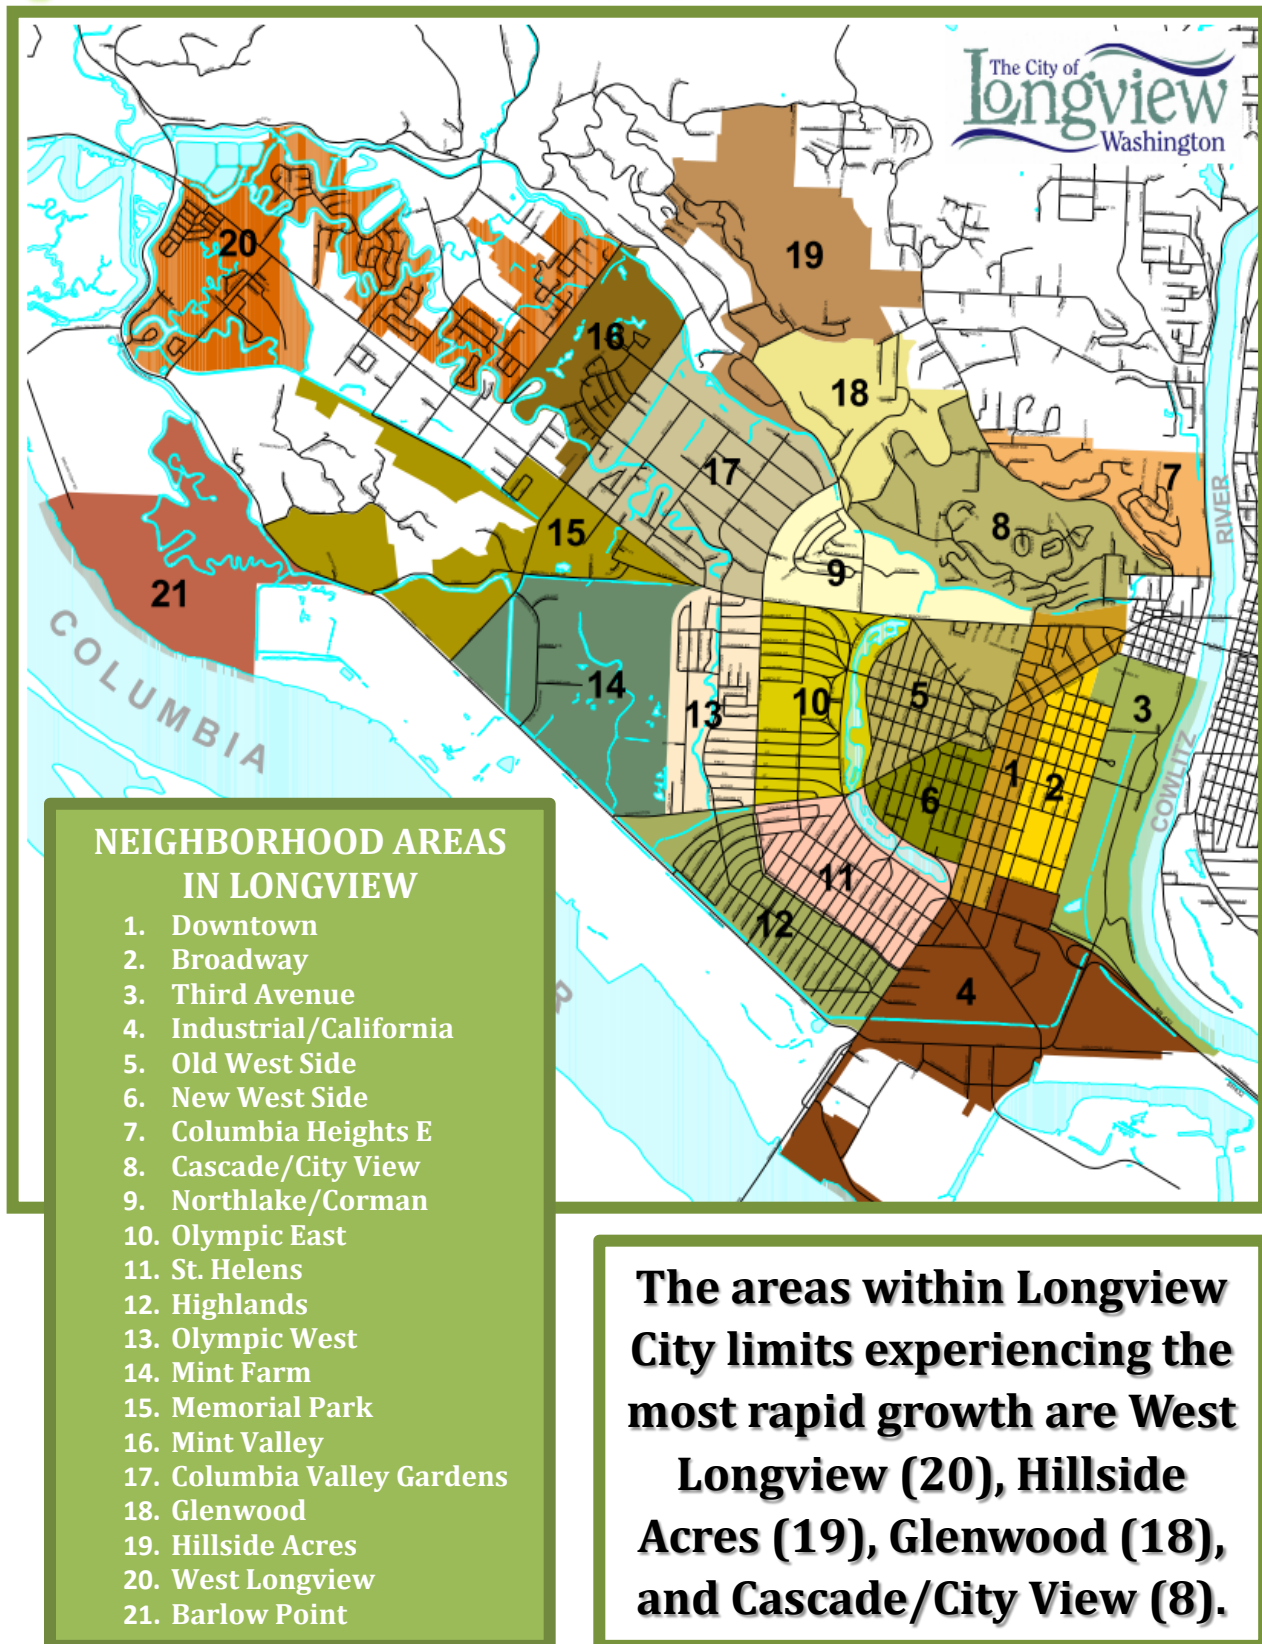 The City of
Longview
Washington
20
19
16
18
17
7
8
15
9
21
14
13
10
5
3
1
2
6
11
12
4
COLUMBIA
RIVER
COWLITZ
R
NEIGHBORHOOD AREAS
IN LONGVIEW
1. Downtown
2. Broadway
3. Third Avenue
4. Industrial/California
5. Old West Side
6. New West Side
7. Columbia Heights E
8. Cascade/City View
9. Northlake/Corman
10. Olympic East
11. St. Helens
12. Highlands
13. Olympic West
14. Mint Farm
15. Memorial Park
16. Mint Valley
17. Columbia Valley Gardens
18. Glenwood
19. Hillside Acres
20. West Longview
21. Barlow Point
The areas within Longview
City limits experiencing the
most rapid growth are West
Longview (20), Hillside
Acres (19), Glenwood (18),
and Cascade/City View (8).